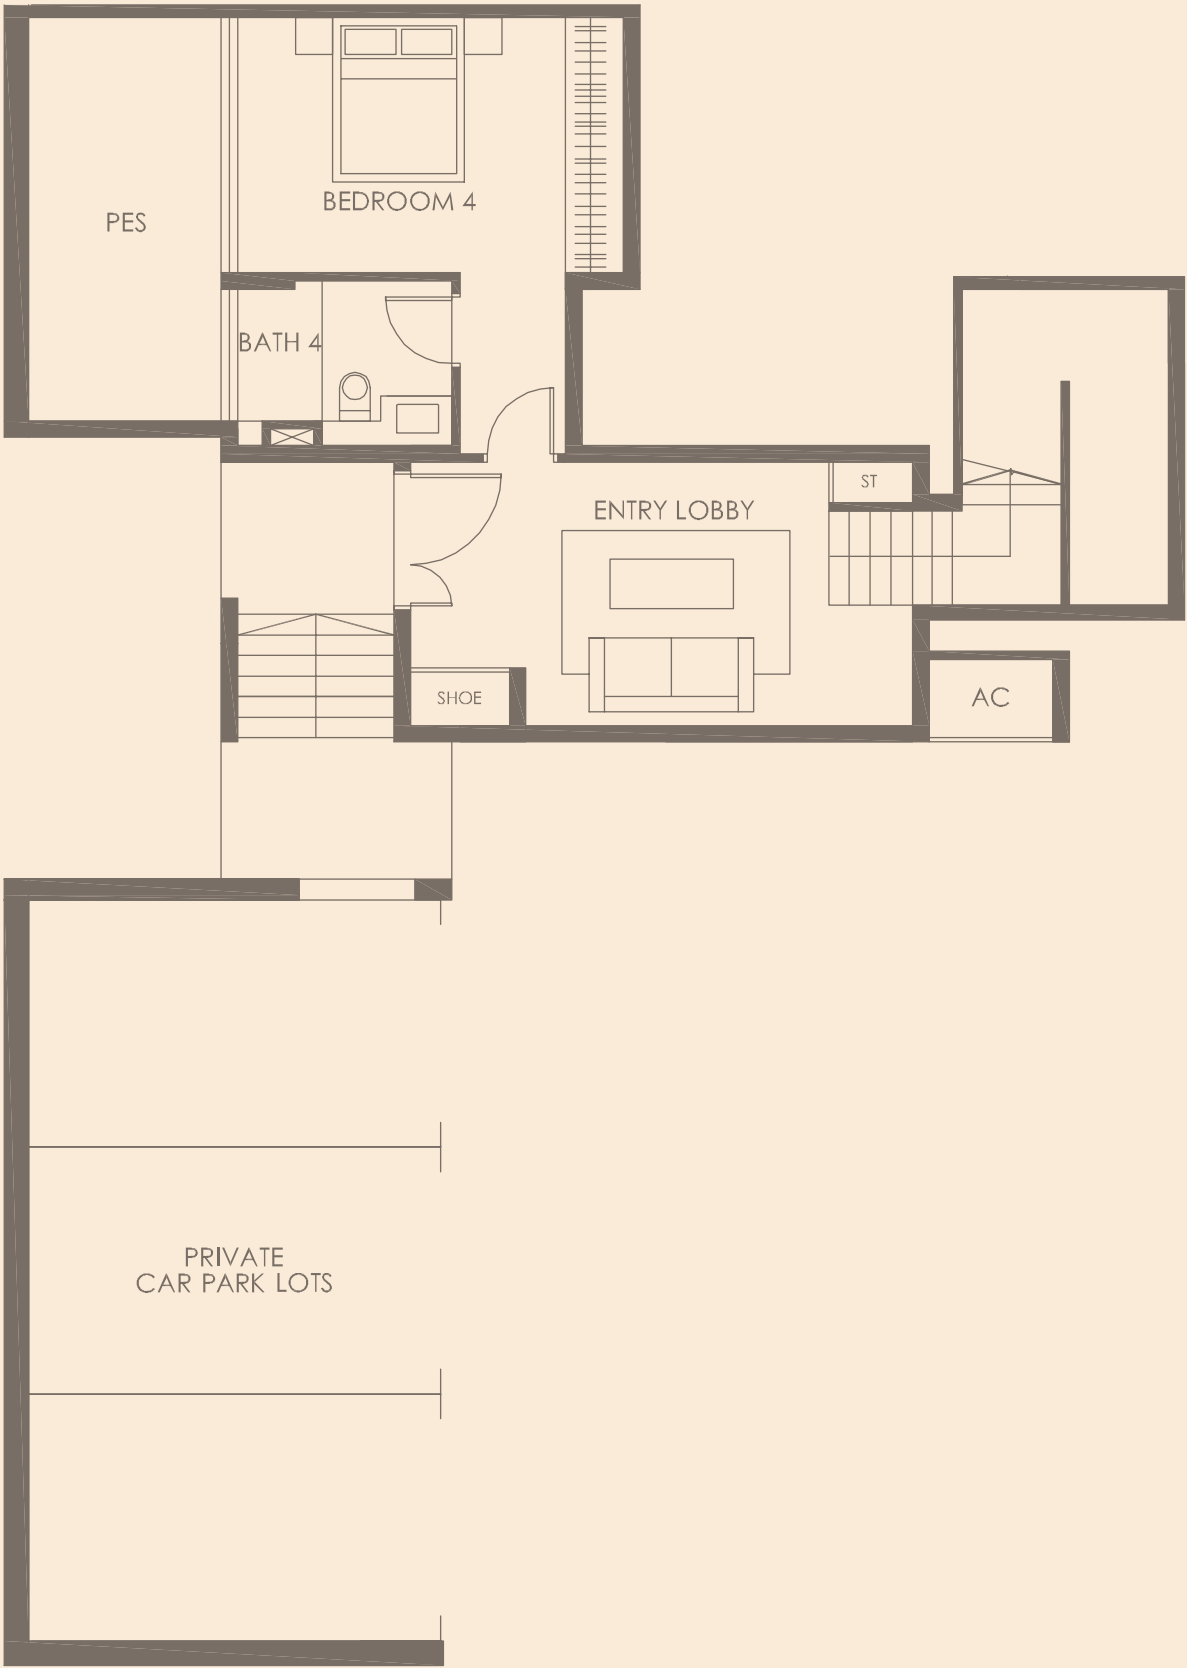 BEDROOM 4
PES
BATH 4
ST
ENTRY LOBBY
SHOE
AC
PRIVATE
CAR PARK LOTS